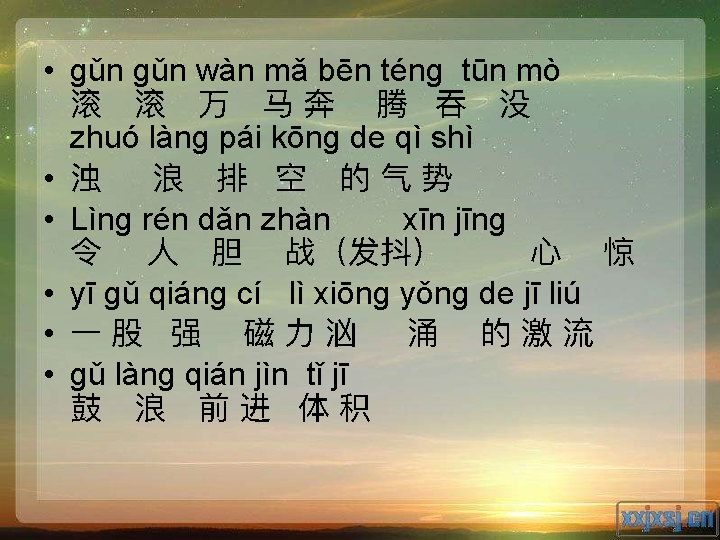 • gǔn gǔn wàn mǎ bēn téng tūn mò
滚 滚 万 马 奔 腾 吞 没
zhuó làng pái kōng de qì shì
• 浊 浪 排 空 的 气 势
• Lìng rén dǎn zhàn xīn jīng
令 人 胆 战（发抖） 心 惊
• yī gǔ qiáng cí lì xiōng yǒng de jī liú
• 一 股 强 磁 力 汹 涌 的 激 流
• gǔ làng qián jìn tǐ jī
鼓 浪 前 进 体 积
xxjxsj.cn